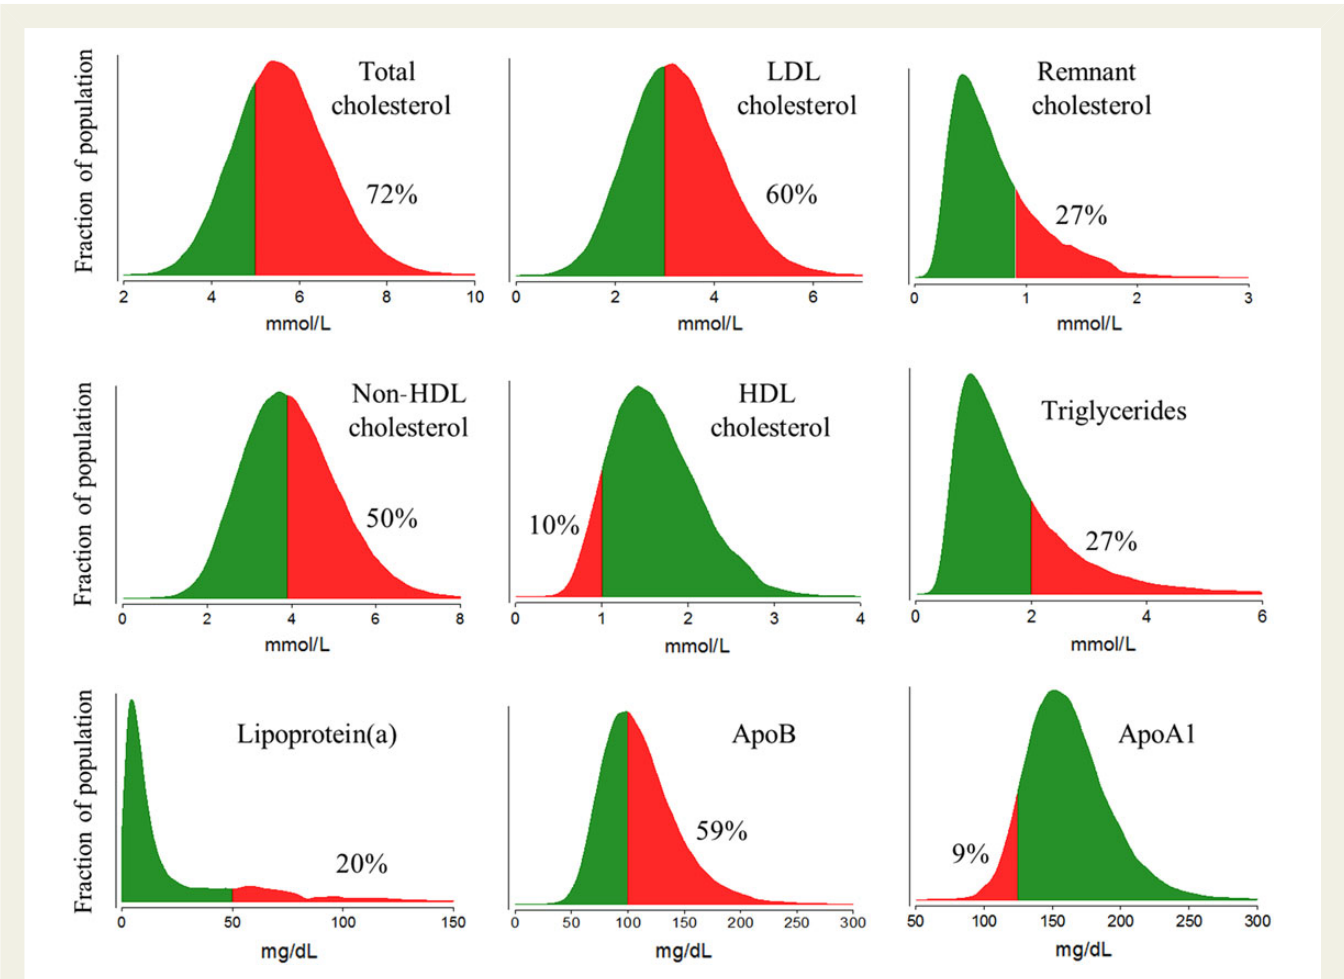 Fraction of population
Total
cholesterol
72%
2 4 6 8 10
mmol/L
LDL
cholesterol
60%
0 2 4 6
mmol/L
Remnant
cholesterol
27%
0 1 2 3
mmol/L
Fraction of population
Non-HDL
cholesterol
50%
0 2 4 6 8
mmol/L
HDL
cholesterol
10%
0 1 2 3 4
mmol/L
Triglycerides
27%
0 2 4 6
mmol/L
Fraction of population
Lipoprotein(a)
20%
0 50 100 150
mg/dL
ApoB
59%
0 50 100 150 200 250 300
mg/dL
ApoA1
9%
50 100 150 200 250 300
mg/dL